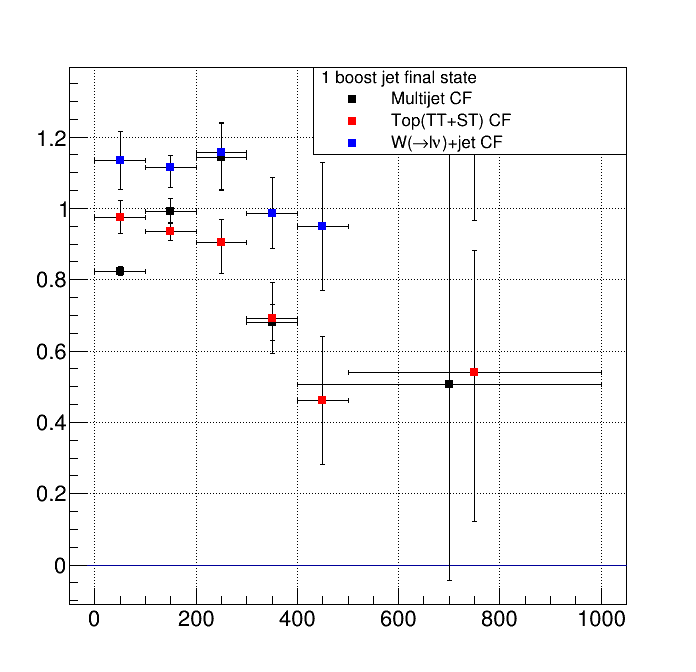 1 boost jet final state
Multijet CF
Top(TT+ST) CF
W(→lν)+jet CF
1.2
1
0.8
0.6
0.4
0.2
0
0 200 400 600 800 1000